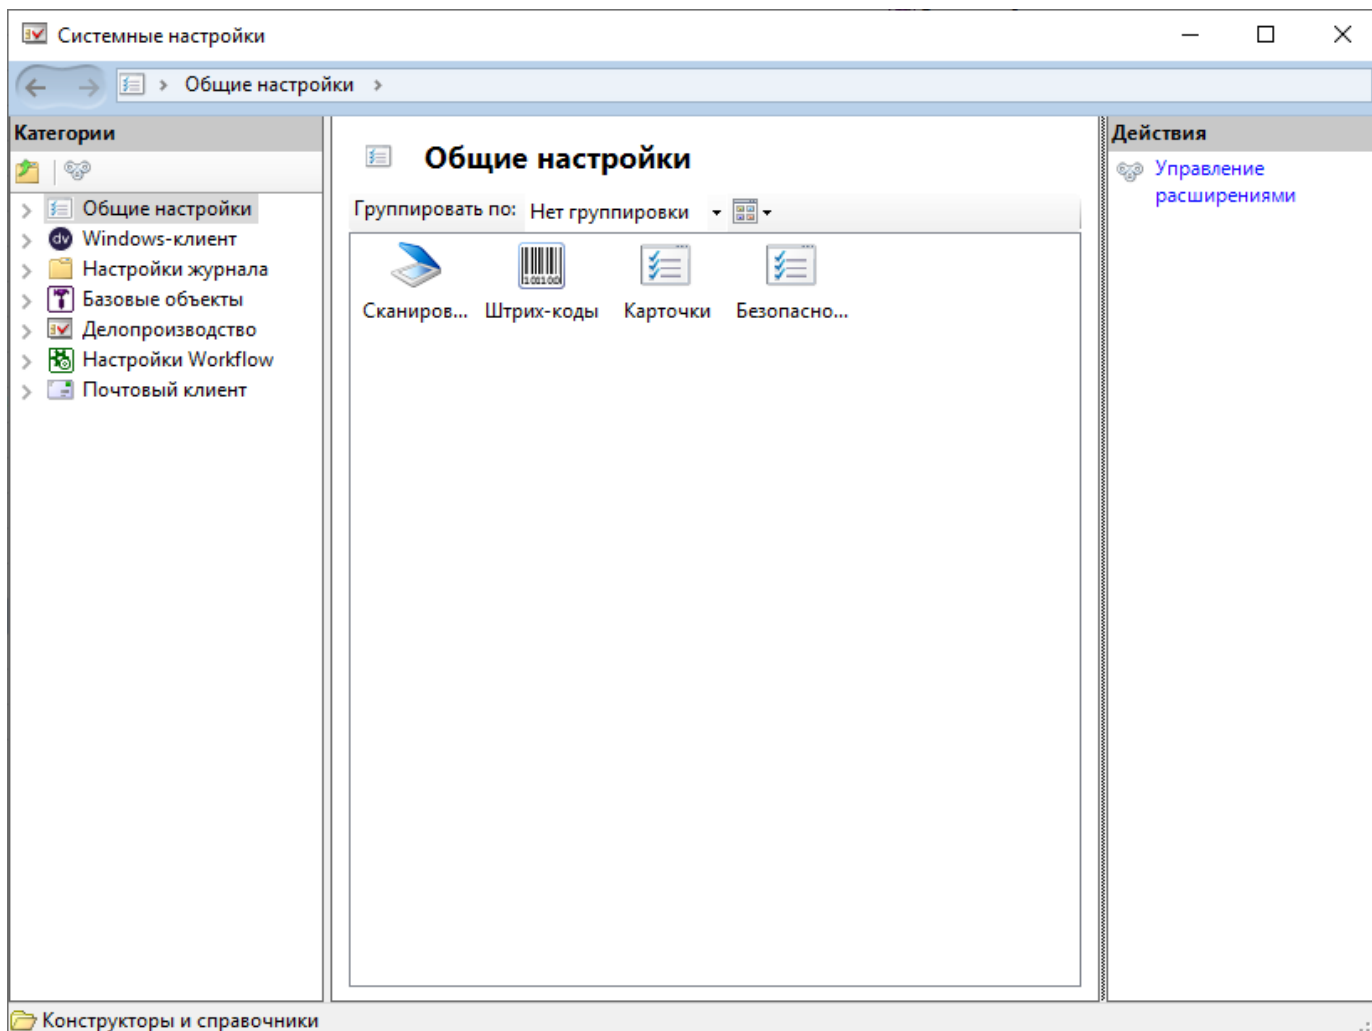 Системные настройки
Общие настройки
Категории
Общие настройки
Windows-клиент
Настройки журнала
Базовые объекты
Делопроизводство
Настройки Workflow
Почтовый клиент
Общие настройки
Группировать по: Нет группировки
Сканиров... Штрих-коды Карточки Безопасно...
Действия
Управление
расширениями
Конструкторы и справочники